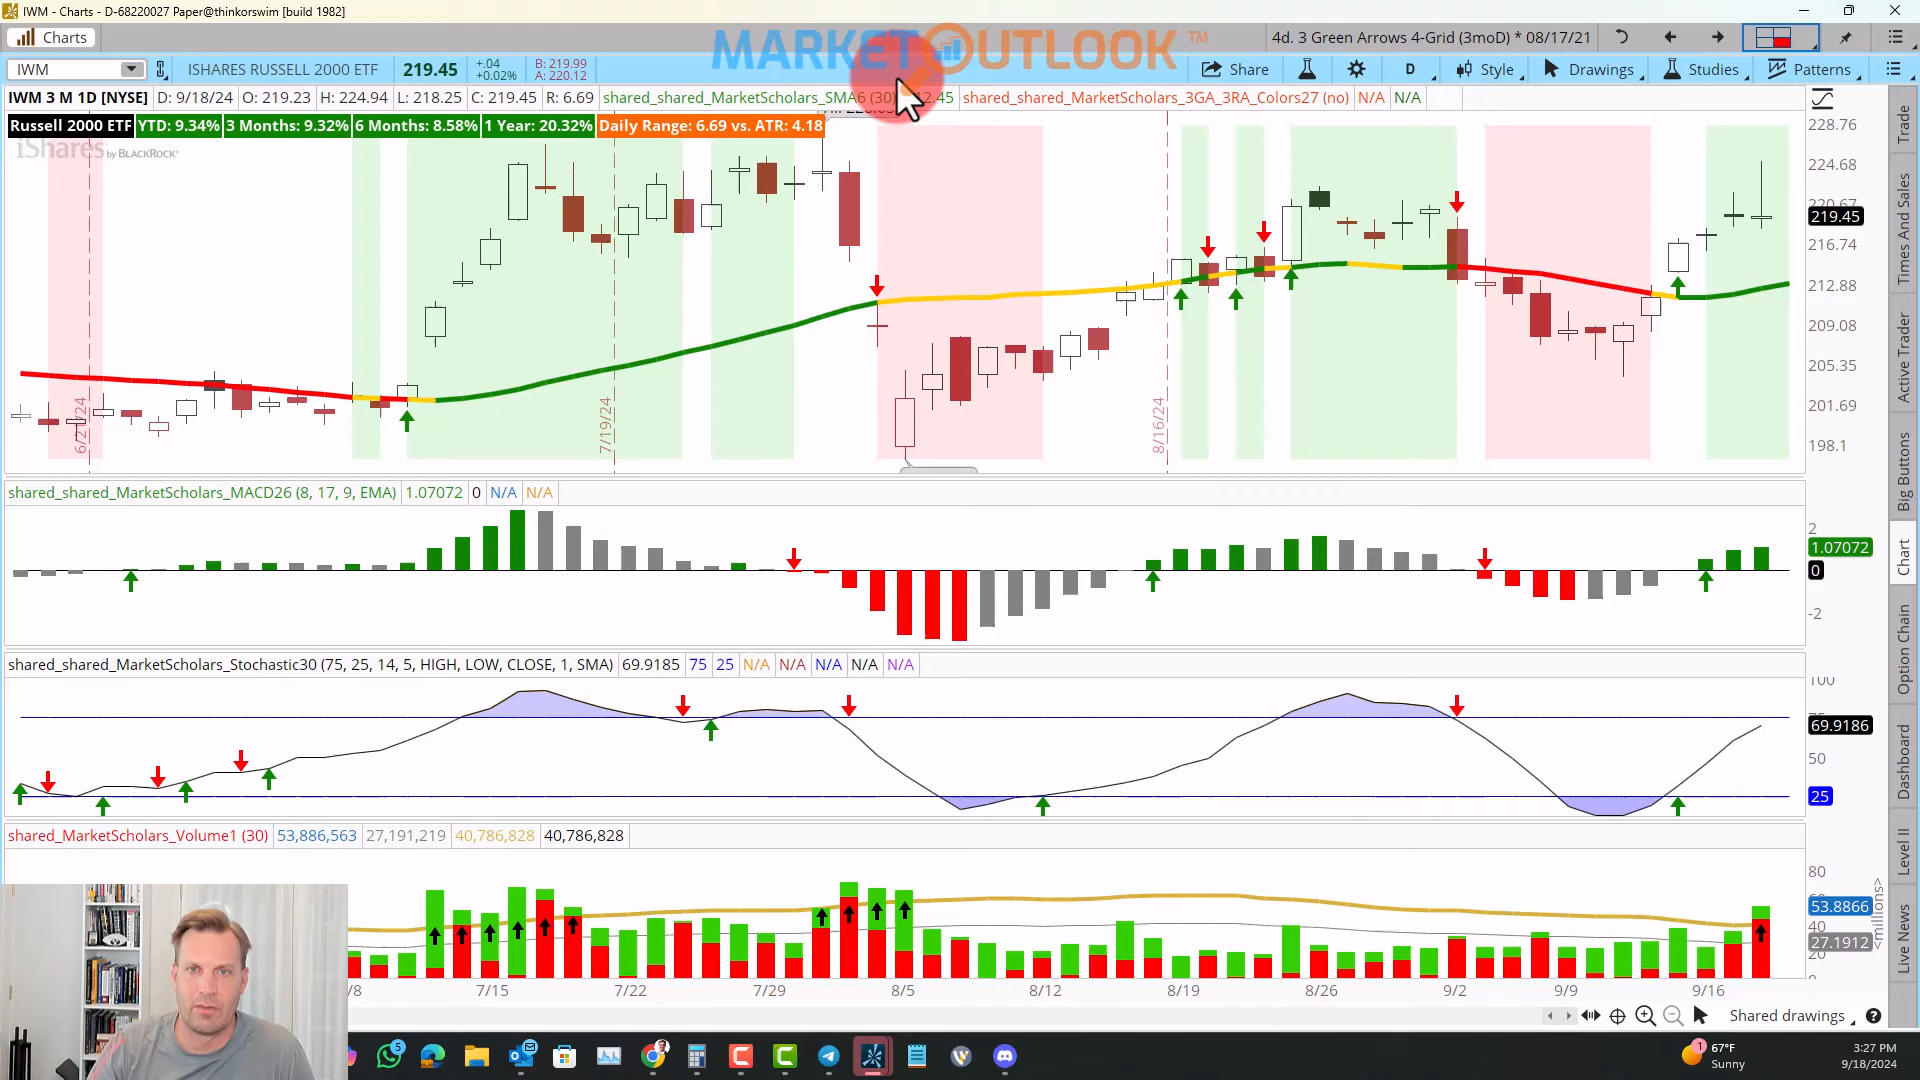 IWM - Charts - D-68220027 Paper@thinkorswim [build 1982]
Charts
MARKET OUTLOOK TM
4d. 3 Green Arrows 4-Grid (3moD) * 08/17/21
IWM
ISHARES RUSSELL 2000 ETF
219.45
+.04
+0.02%
B: 219.99
A: 220.12
Share
D
Style
Drawings
Studies
Patterns
IWM 3 M 1D [NYSE]
D: 9/18/24
O: 219.23
H: 224.94
L: 218.25
C: 219.45
R: 6.69
shared_shared_MarketScholars_SMA6 (30)
shared_shared_MarketScholars_3GA_3RA_Colors27 (no)
N/A
N/A
Russell 2000 ETF
YTD: 9.34%
3 Months: 9.32%
6 Months: 8.58%
1 Year: 20.32%
Daily Range: 6.69 vs. ATR: 4.18
iShares by BLACKROCK
228.76
224.68
219.45
216.74
212.88
209.08
205.35
201.69
198.1
7/19/24
8/16/24
shared_shared_MarketScholars_MACD26 (8, 17, 9, EMA)
1.07072
0
N/A
N/A
2
1.07072
0
-2
shared_shared_MarketScholars_Stochastic30 (75, 25, 14, 5, HIGH, LOW, CLOSE, 1, SMA)
69.9185
75
25
N/A
N/A
N/A
N/A
N/A
100
69.9186
50
25
shared_MarketScholars_Volume1 (30)
53,886,563
27,191,219
40,786,828
40,786,828
80
53.8866
40
27.1912
20
<millions>
7/15
7/22
7/29
8/5
8/12
8/19
8/26
9/2
9/9
9/16
Shared drawings
Trade
Times And Sales
Active Trader
Big Buttons
Chart
Option Chain
Dashboard
Level II
Live News
5
1
67°F
Sunny
3:27 PM
9/18/2024